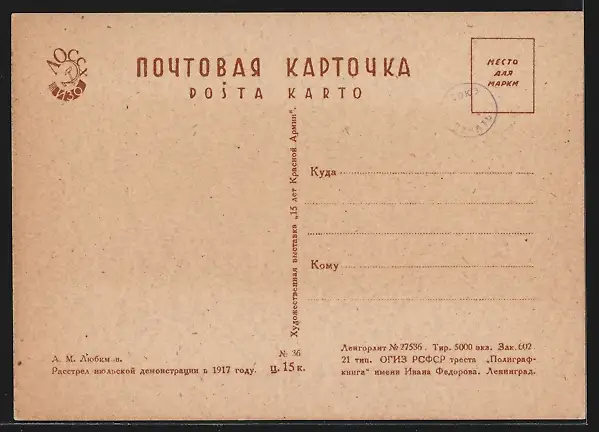 ЛОССХ
ИЗО
ПОЧТОВАЯ КАРТОЧКА
POŜTA KARTO
МЕСТО
ДЛЯ
МАРКИ
Куда
Кому
Художественная выставка „15 лет Красной Армии".
А. М. Любимов.
Расстрел июльской демонстрации в 1917 году.
№ 36
ц. 15 к.
Ленгорлит № 27536. Тир. 5000 экз. Зак. 602
21 тип. ОГИЗ РСФСР треста „Полиграф-
книга" имени Ивана Федорова. Ленинград.